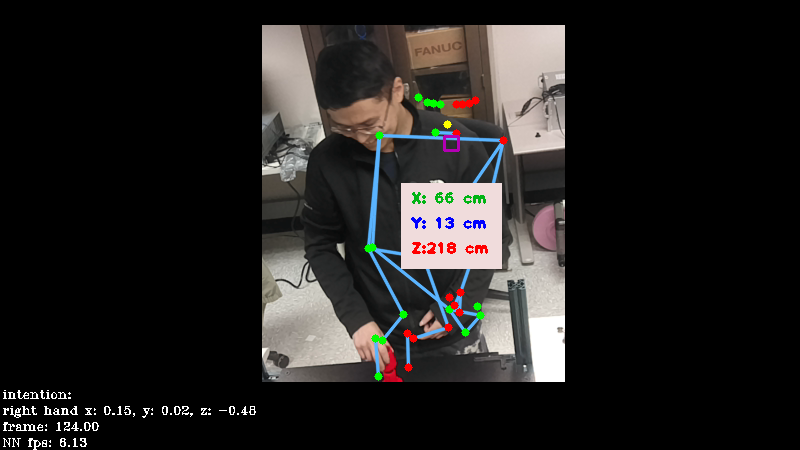 FANUC
X: 66 cm
Y: 13 cm
Z:218 cm
intention:
right hand x: 0.15, y: 0.02, z: -0.48
frame: 124.00
NN fps: 6.13